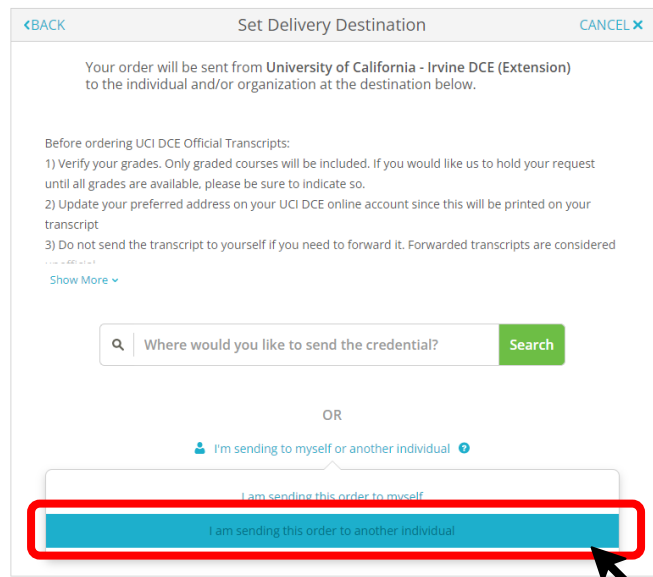 BACK Set Delivery Destination CANCEL
Your order will be sent from University of California - Irvine DCE (Extension)
to the individual and/or organization at the destination below.
Before ordering UCI DCE Official Transcripts:
1) Verify your grades. Only graded courses will be included. If you would like us to hold your request
until all grades are available, please be sure to indicate so.
2) Update your preferred address on your UCI DCE online account since this will be printed on your
transcript
3) Do not send the transcript to yourself if you need to forward it. Forwarded transcripts are considered
unofficial
Show More
Where would you like to send the credential? Search
OR
I'm sending to myself or another individual ?
I am sending this order to myself
I am sending this order to another individual